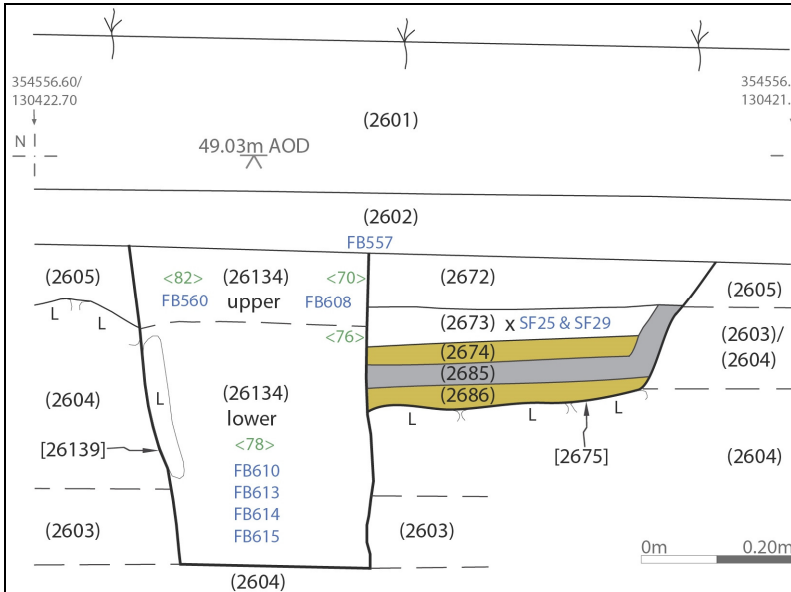 354556.60/
130422.70
354556.
130421.
(2601)
N
49.03m AOD
(2602)
FB557
(2605)
<82>
(26134)
<70>
(2672)
FB560
upper
FB608
(2605)
L
L
(2673) x SF25 & SF29
<76>
(2674)
(2603)/
(2604)
(2685)
(2686)
(2604)
L
(26134)
lower
L
L
L
<78>
[26139]
[2675]
(2604)
FB610
FB613
FB614
FB615
(2603)
(2603)
0m
0.20m
(2604)